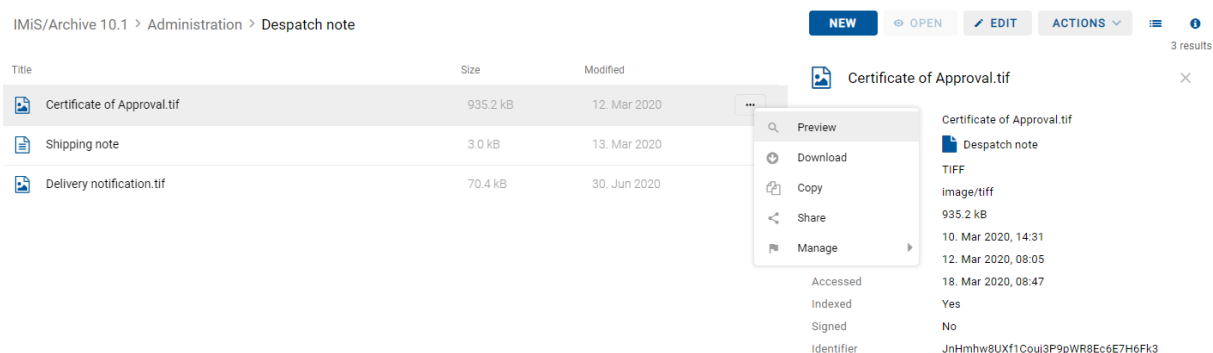 IMiS/Archive 10.1 > Administration > Despatch note
NEW OPEN EDIT ACTIONS
3 results
Title Size Modified
Certificate of Approval.tif 935.2 kB 12. Mar 2020 ...
Shipping note 3.0 kB 13. Mar 2020
Delivery notification.tif 70.4 kB 30. Jun 2020
Preview
Download
Copy
Share
Manage
Certificate of Approval.tif
Certificate of Approval.tif
Despatch note
TIFF
image/tiff
935.2 kB
10. Mar 2020, 14:31
12. Mar 2020, 08:05
Accessed 18. Mar 2020, 08:47
Indexed Yes
Signed No
Identifier JnHmhw8UXf1Couj3P9pWR8Ec6E7H6Fk3